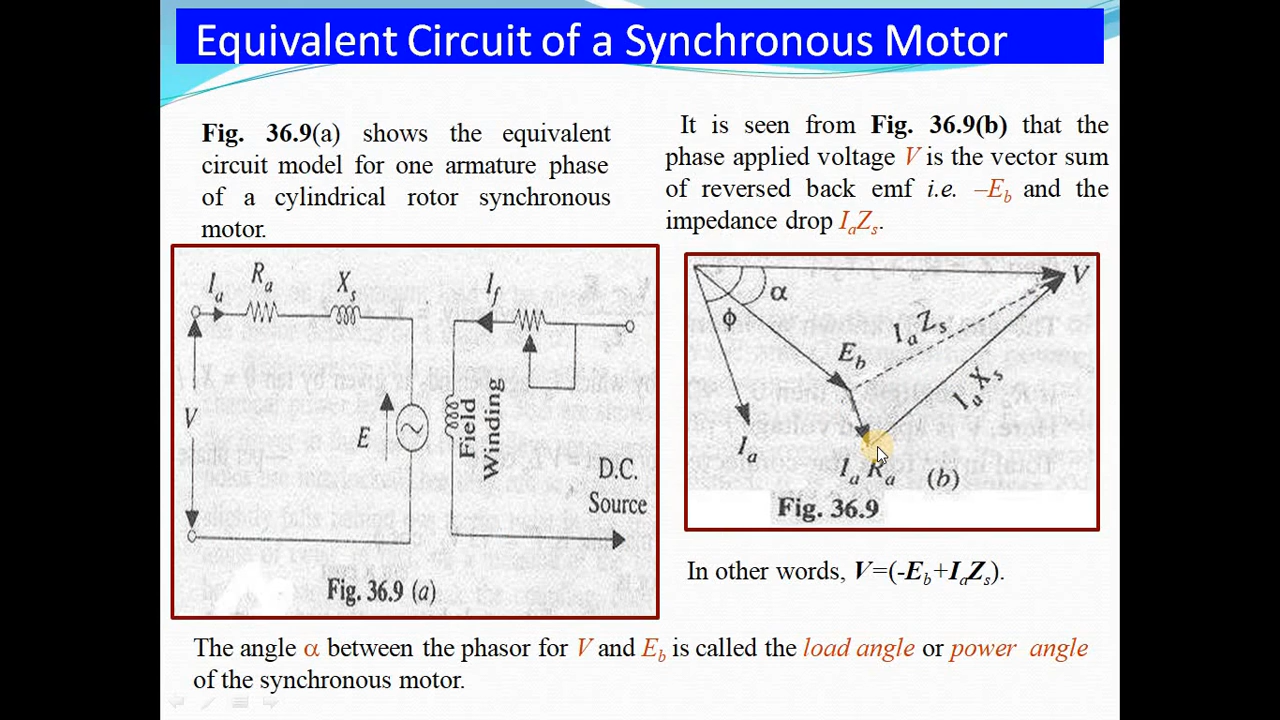 Equivalent Circuit of a Synchronous Motor
Fig. 36.9(a) shows the equivalent
circuit model for one armature phase
of a cylindrical rotor synchronous
motor.
It is seen from Fig. 36.9(b) that the
phase applied voltage V is the vector sum
of reversed back emf i.e. –Eb and the
impedance drop IaZs.
Ia
Ra
Xs
If
V
E
Field
Winding
D.C.
Source
Fig. 36.9 (a)
V
α
ϕ
Eb
IaZs
IaXs
Ia
IaRa
(b)
Fig. 36.9
In other words, V=(-Eb+IaZs).
The angle α between the phasor for V and Eb is called the load angle or power angle
of the synchronous motor.